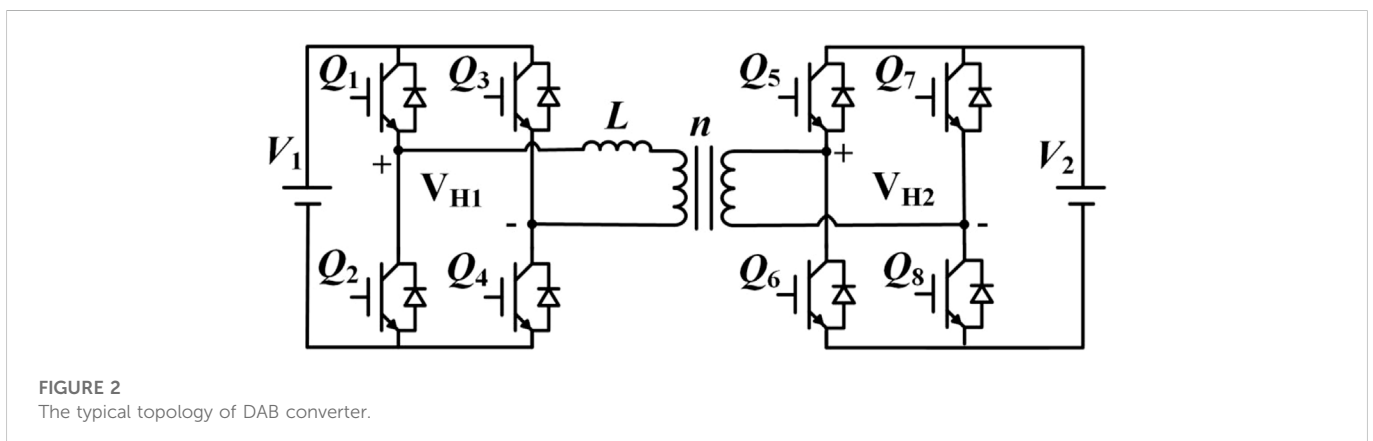 Q1 Q3 Q5 Q7
L n
V1 + VH1 - + VH2 - V2
Q2 Q4 Q6 Q8
FIGURE 2
The typical topology of DAB converter.